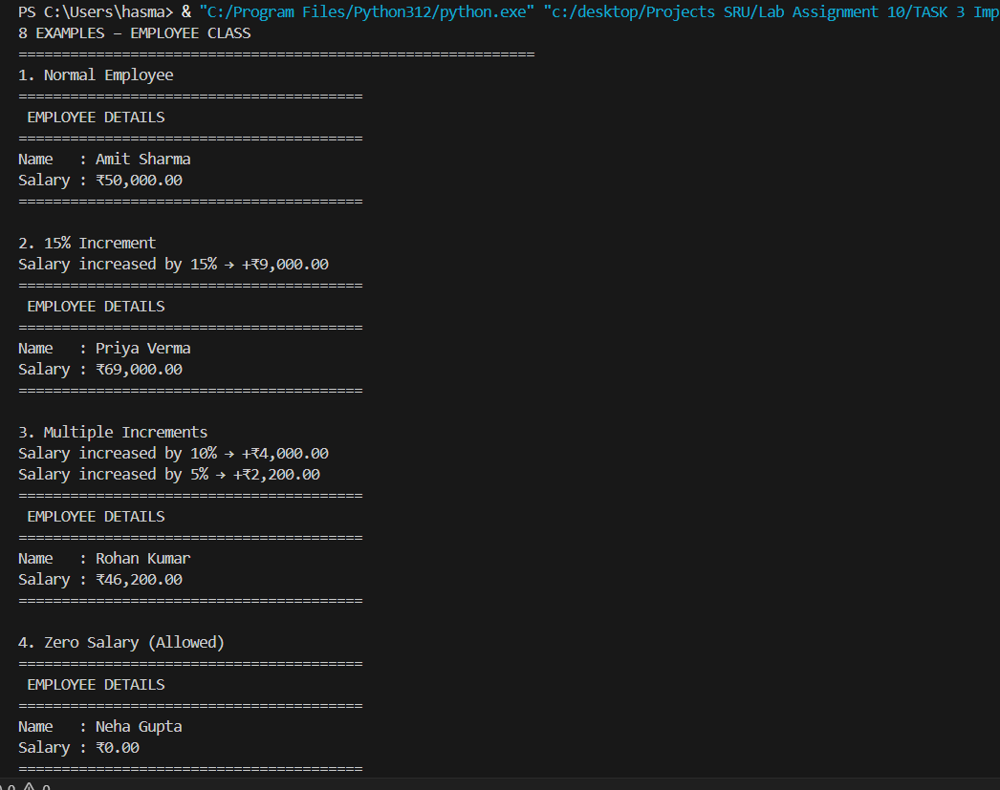 PS C:\Users\hasma> & "C:/Program Files/Python312/python.exe" "c:/desktop/Projects SRU/Lab Assignment 10/TASK 3 Imp
8 EXAMPLES – EMPLOYEE CLASS
============================================================
1. Normal Employee
========================================
 EMPLOYEE DETAILS
========================================
Name   : Amit Sharma
Salary : ₹50,000.00
========================================

2. 15% Increment
Salary increased by 15% → +₹9,000.00
========================================
 EMPLOYEE DETAILS
========================================
Name   : Priya Verma
Salary : ₹69,000.00
========================================

3. Multiple Increments
Salary increased by 10% → +₹4,000.00
Salary increased by 5% → +₹2,200.00
========================================
 EMPLOYEE DETAILS
========================================
Name   : Rohan Kumar
Salary : ₹46,200.00
========================================

4. Zero Salary (Allowed)
========================================
 EMPLOYEE DETAILS
========================================
Name   : Neha Gupta
Salary : ₹0.00
========================================